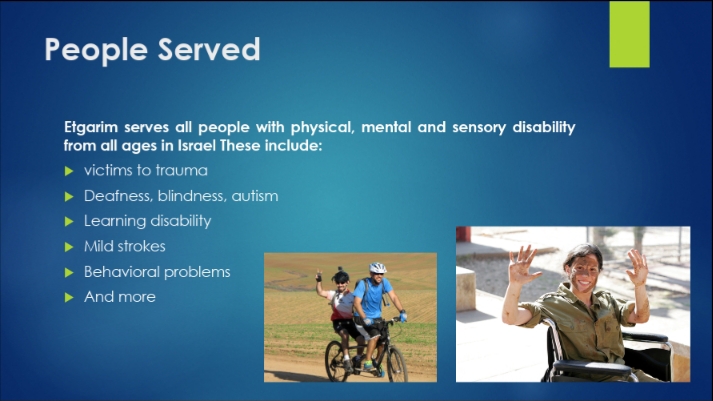 People Served
Etgarim serves all people with physical, mental and sensory disability
from all ages in Israel These include:
victims to trauma
Deafness, blindness, autism
Learning disability
Mild strokes
Behavioral problems
And more